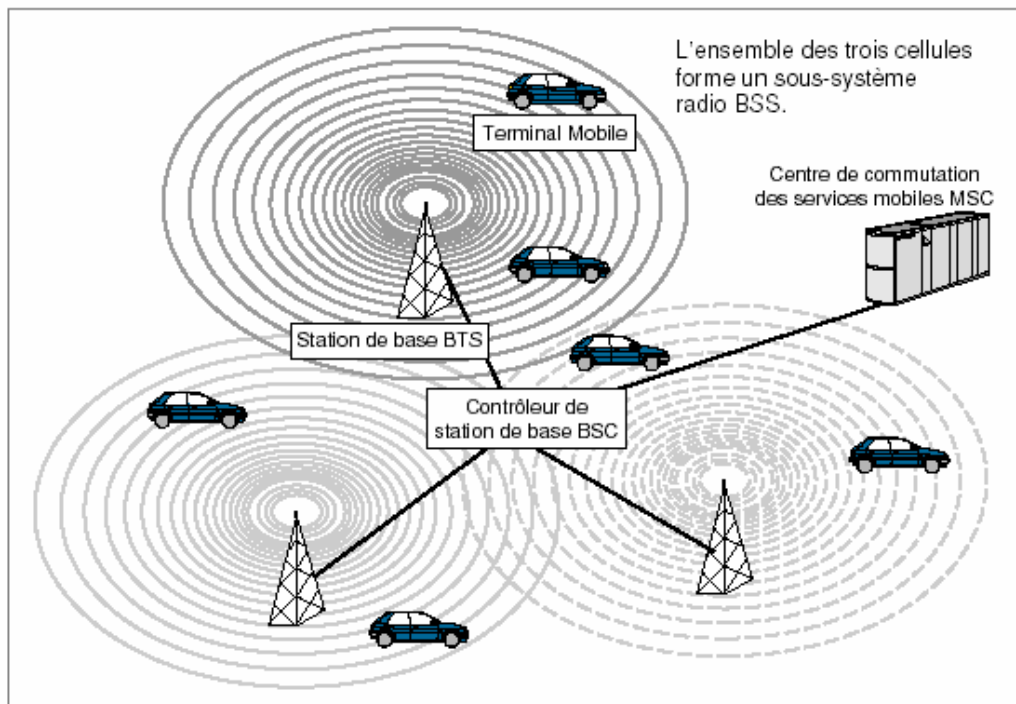 L'ensemble des trois cellules
forme un sous-système
radio BSS.
Terminal Mobile
Centre de commutation
des services mobiles MSC
Station de base BTS
Contrôleur de
station de base BSC